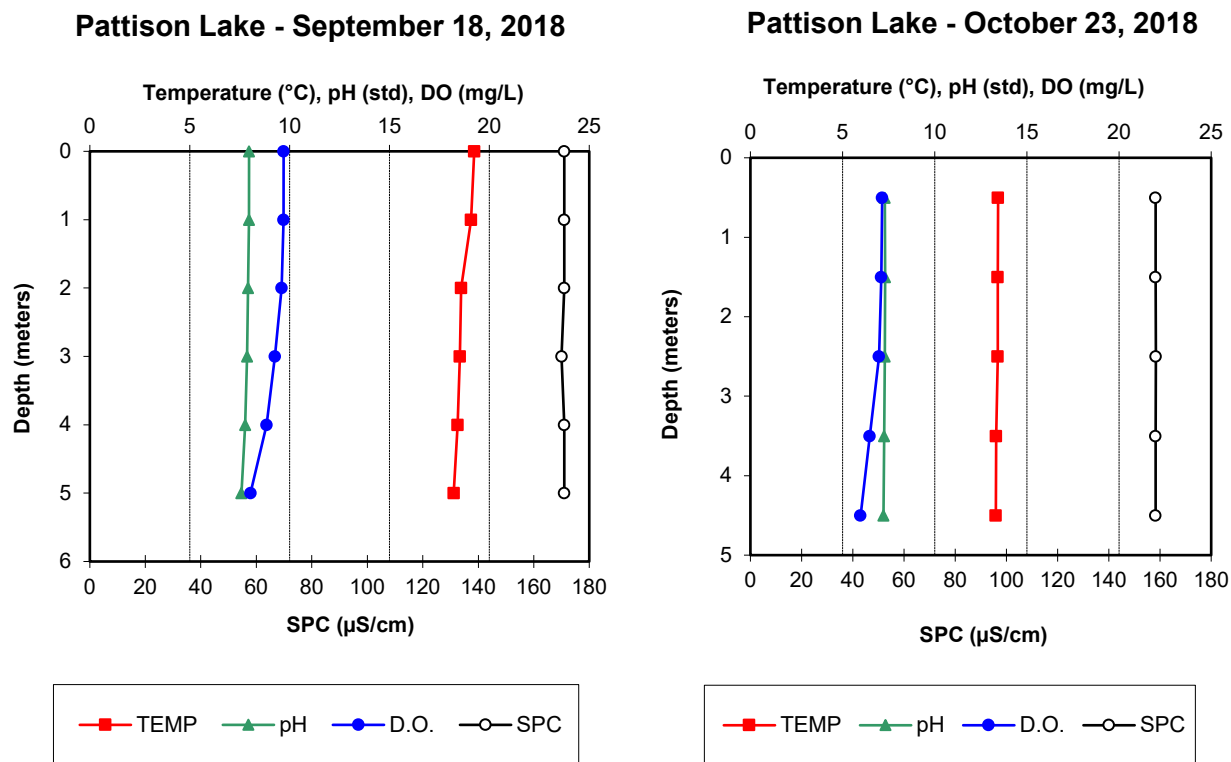 Pattison Lake - September 18, 2018
Temperature (°C), pH (std), DO (mg/L)
0 5 10 15 20 25
0
1
2
3
4
5
6
Depth (meters)
0 20 40 60 80 100 120 140 160 180
SPC (µS/cm)
TEMP pH D.O. SPC
Pattison Lake - October 23, 2018
Temperature (°C), pH (std), DO (mg/L)
0 5 10 15 20 25
0
1
2
3
4
5
Depth (meters)
0 20 40 60 80 100 120 140 160 180
SPC (µS/cm)
TEMP pH D.O. SPC